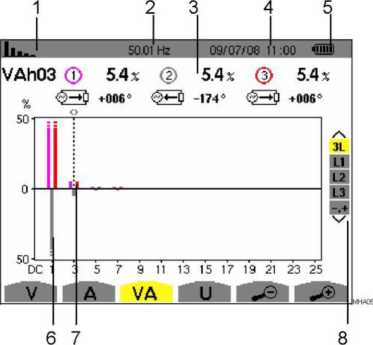 1 2 3 4 5
50.01 Hz 09/07/08 11:00
VAh03 1 5.4% 2 5.4% 3 5.4%
+006° -174° +006°
%
50
0
50
DC 1 3 5 7 9 11 13 15 17 19 21 23 25
3L
L1
L2
L3
-.+
V A VA U
6 7 8